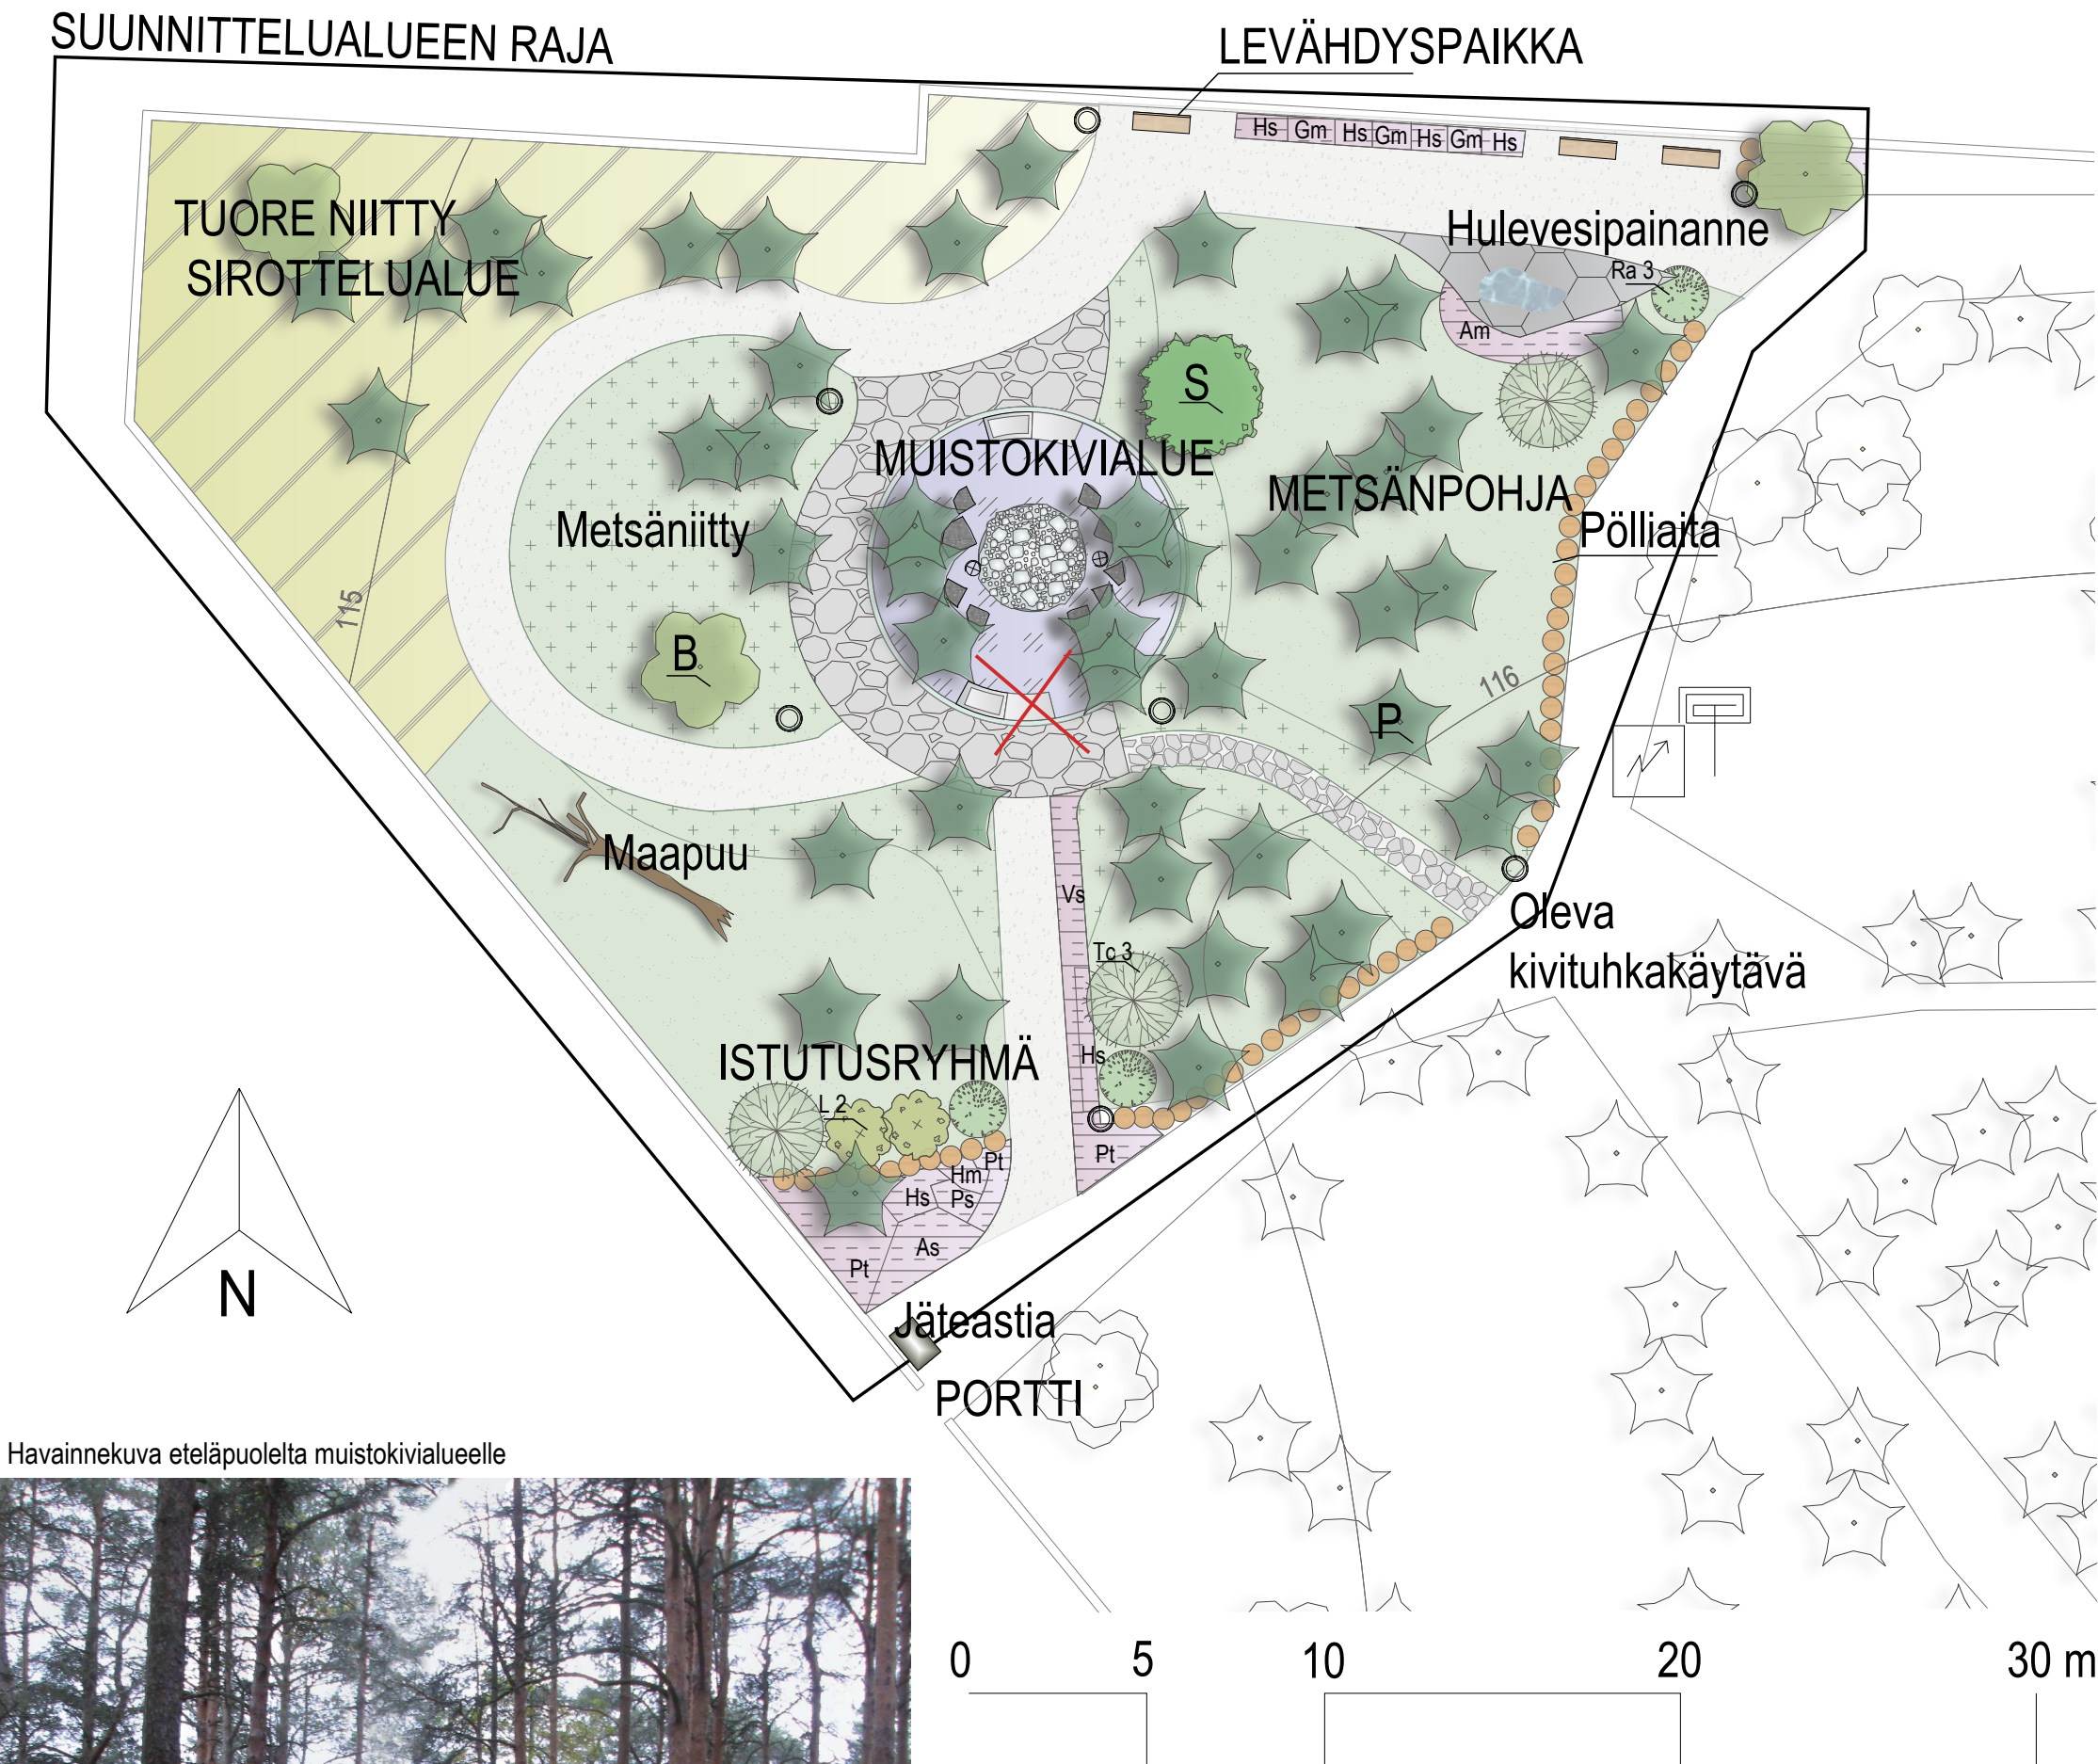 SUUNNITTELUALUEEN RAJA
LEVÄHDYSPAIKKA
Hs Gm Hs Gm Hs Gm Hs
TUORE NIITTY
SIROTTELUALUE
Hulevesipainanne
Ra 3
Am
S
MUISTOKIVIALUE
METSÄNPOHJA
Metsäniitty
Pölliaita
115
B
116
P
Maapuu
Vs
Oleva
kivituhkakäytävä
Tc 3
ISTUTUSRYHMÄ
Hs
L 2
Pt
Pt
Hm
Hs
Ps
As
Pt
N
Jäteastia
PORTTI
Havainnekuva eteläpuolelta muistokivialueelle
0 5 10 20 30 m